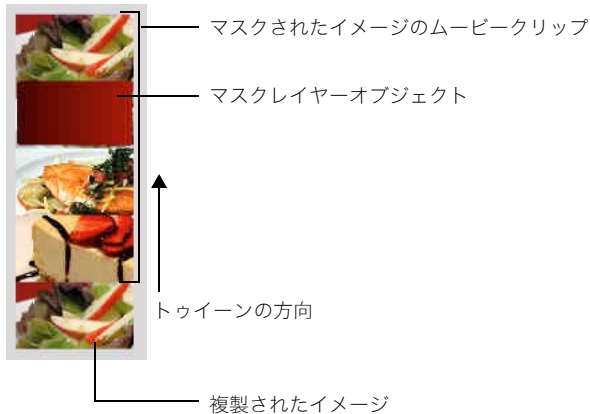 マスクされたイメージのムービークリップ
マスクレイヤーオブジェクト
トゥイーンの方向
複製されたイメージ